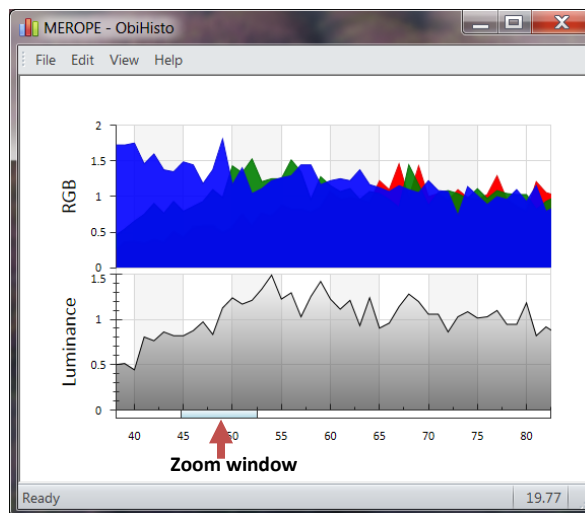 MEROPE - ObiHisto
File Edit View Help
2
1.5
1
0.5
0
RGB
1.5
1
0.5
0
Luminance
40 45 50 55 60 65 70 75 80
Zoom window
Ready 19.77